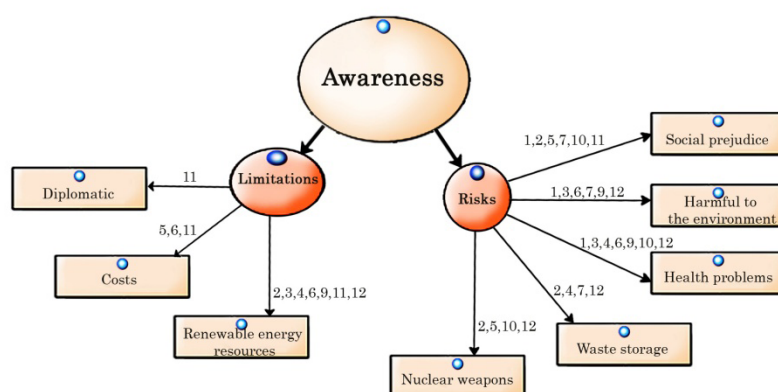 Awareness
Limitations
Risks
1,2,5,7,10,11
Social prejudice
11
Diplomatic
1,3,6,7,9,12
Harmful to
the environment
5,6,11
Costs
1,3,4,6,9,10,12
Health problems
2,3,4,6,9,11,12
Renewable energy
resources
2,4,7,12
Waste storage
2,5,10,12
Nuclear weapons